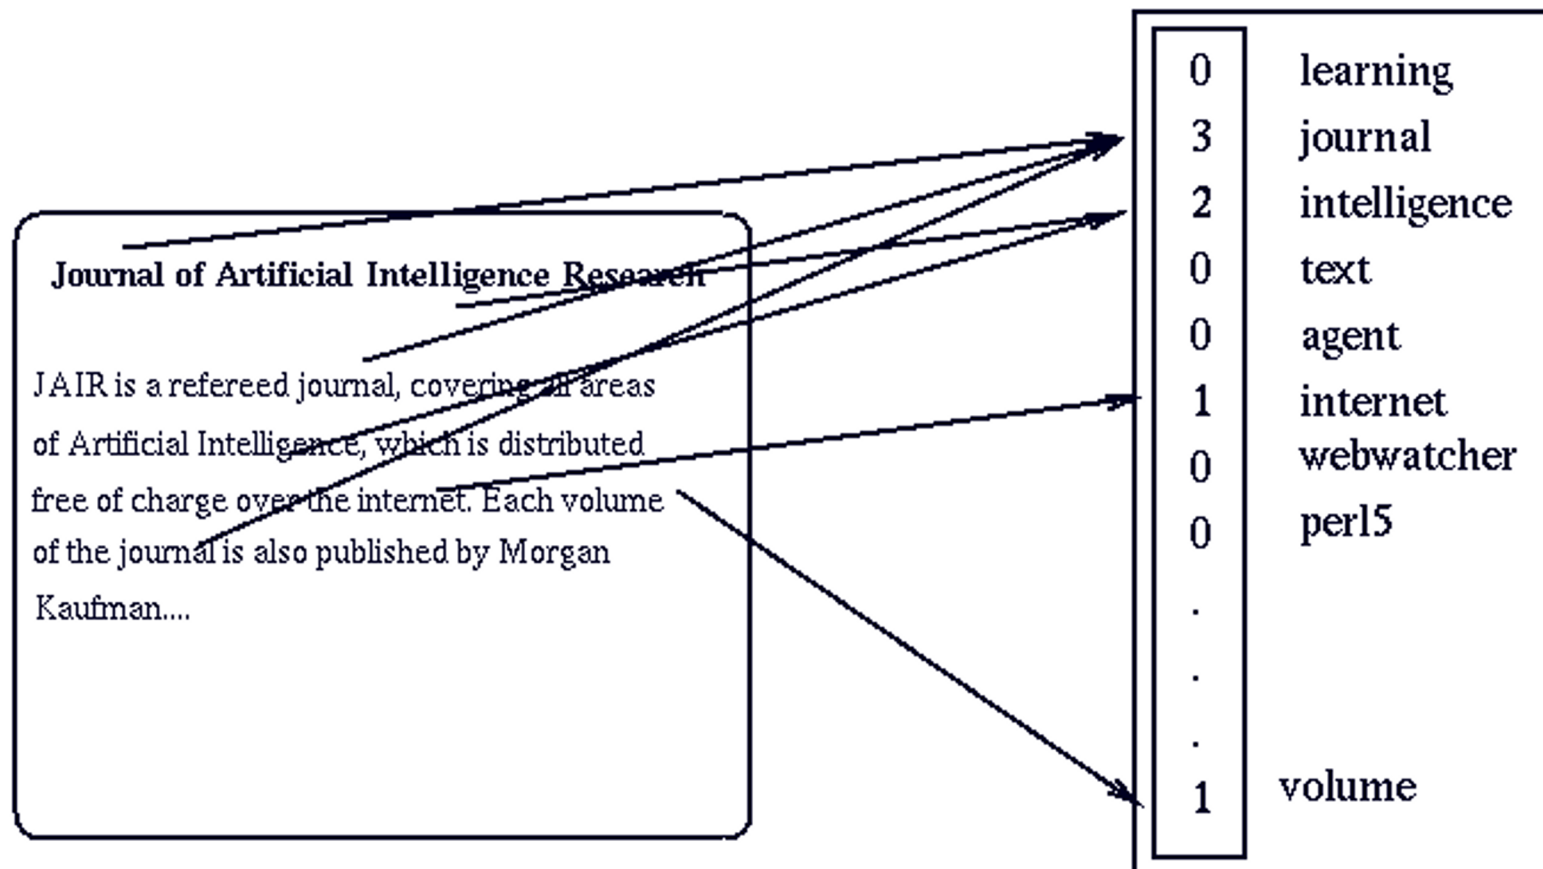 Journal of Artificial Intelligence Research
JAIR is a refereed journal, covering all areas
of Artificial Intelligence, which is distributed
free of charge over the internet. Each volume
of the journal is also published by Morgan
Kaufman....
0 learning
3 journal
2 intelligence
0 text
0 agent
1 internet
0 webwatcher
0 perl5
.
.
.
1 volume